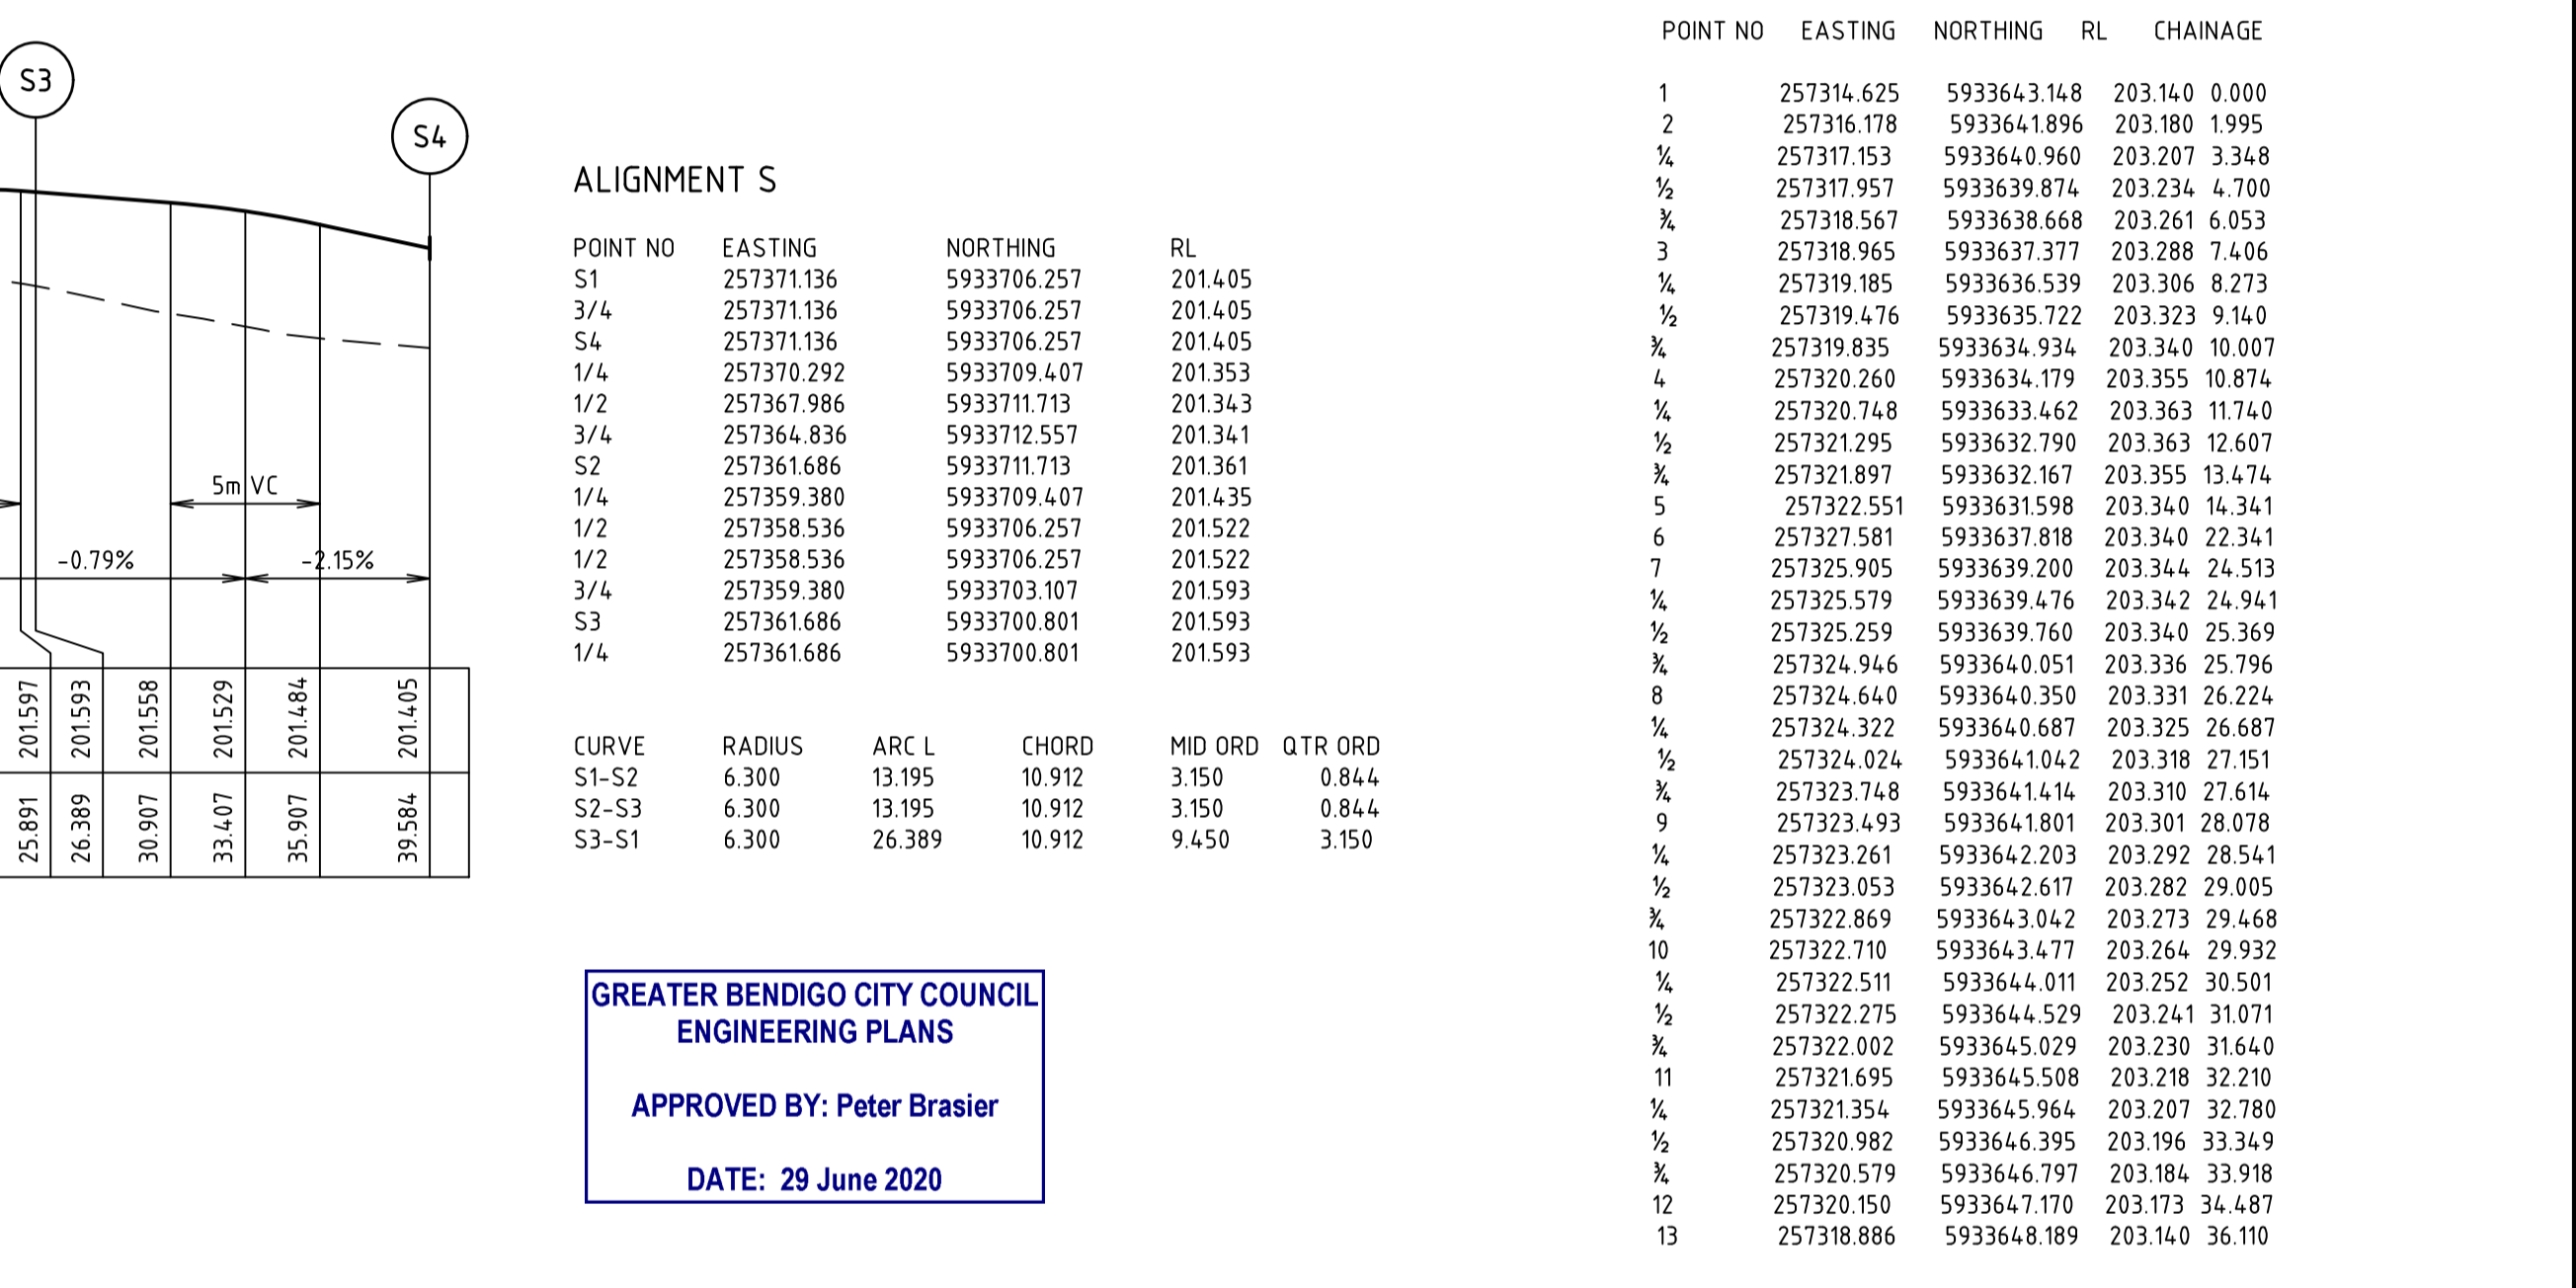 S3
S4
5m VC
-0.79%
-2.15%
201.597 201.593 201.558 201.529 201.484 201.405
25.891 26.389 30.907 33.407 35.907 39.584
ALIGNMENT S
POINT NO EASTING NORTHING RL
S1 257371.136 5933706.257 201.405
3/4 257371.136 5933706.257 201.405
S4 257371.136 5933706.257 201.405
1/4 257370.292 5933709.407 201.353
1/2 257367.986 5933711.713 201.343
3/4 257364.836 5933712.557 201.341
S2 257361.686 5933711.713 201.361
1/4 257359.380 5933709.407 201.435
1/2 257358.536 5933706.257 201.522
1/2 257358.536 5933706.257 201.522
3/4 257359.380 5933703.107 201.593
S3 257361.686 5933700.801 201.593
1/4 257361.686 5933700.801 201.593
CURVE RADIUS ARC L CHORD MID ORD QTR ORD
S1-S2 6.300 13.195 10.912 3.150 0.844
S2-S3 6.300 13.195 10.912 3.150 0.844
S3-S1 6.300 26.389 10.912 9.450 3.150
GREATER BENDIGO CITY COUNCIL
ENGINEERING PLANS
APPROVED BY: Peter Brasier
DATE: 29 June 2020
POINT NO EASTING NORTHING RL CHAINAGE
1 257314.625 5933643.148 203.140 0.000
2 257316.178 5933641.896 203.180 1.995
¼ 257317.153 5933640.960 203.207 3.348
½ 257317.957 5933639.874 203.234 4.700
¾ 257318.567 5933638.668 203.261 6.053
3 257318.965 5933637.377 203.288 7.406
¼ 257319.185 5933636.539 203.306 8.273
½ 257319.476 5933635.722 203.323 9.140
¾ 257319.835 5933634.934 203.340 10.007
4 257320.260 5933634.179 203.355 10.874
¼ 257320.748 5933633.462 203.363 11.740
½ 257321.295 5933632.790 203.363 12.607
¾ 257321.897 5933632.167 203.355 13.474
5 257322.551 5933631.598 203.340 14.341
6 257327.581 5933637.818 203.340 22.341
7 257325.905 5933639.200 203.344 24.513
¼ 257325.579 5933639.476 203.342 24.941
½ 257325.259 5933639.760 203.340 25.369
¾ 257324.946 5933640.051 203.336 25.796
8 257324.640 5933640.350 203.331 26.224
¼ 257324.322 5933640.687 203.325 26.687
½ 257324.024 5933641.042 203.318 27.151
¾ 257323.748 5933641.414 203.310 27.614
9 257323.493 5933641.801 203.301 28.078
¼ 257323.261 5933642.203 203.292 28.541
½ 257323.053 5933642.617 203.282 29.005
¾ 257322.869 5933643.042 203.273 29.468
10 257322.710 5933643.477 203.264 29.932
¼ 257322.511 5933644.011 203.252 30.501
½ 257322.275 5933644.529 203.241 31.071
¾ 257322.002 5933645.029 203.230 31.640
11 257321.695 5933645.508 203.218 32.210
¼ 257321.354 5933645.964 203.207 32.780
½ 257320.982 5933646.395 203.196 33.349
¾ 257320.579 5933646.797 203.184 33.918
12 257320.150 5933647.170 203.173 34.487
13 257318.886 5933648.189 203.140 36.110